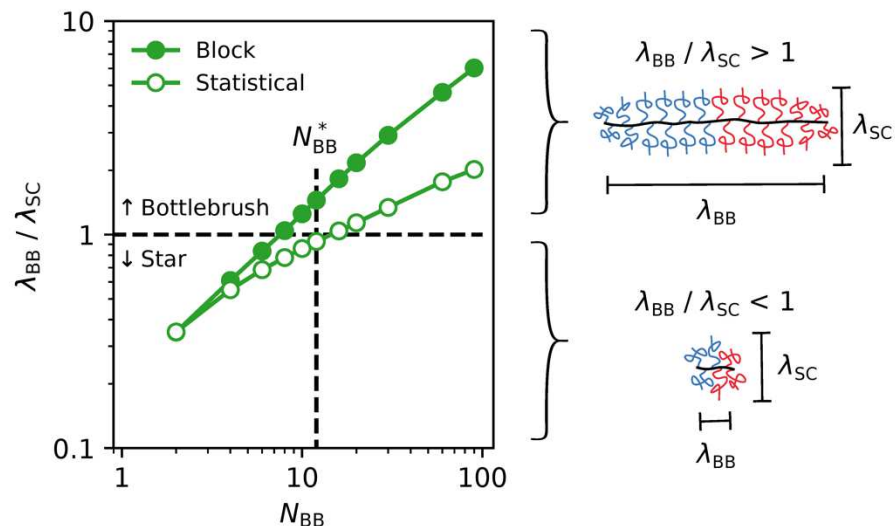 10
Block
Statistical
N*BB
↑ Bottlebrush
1
↓ Star
λBB / λSC
0.1
1
10
100
NBB
λBB / λSC > 1
λSC
λBB
λBB / λSC < 1
λSC
λBB